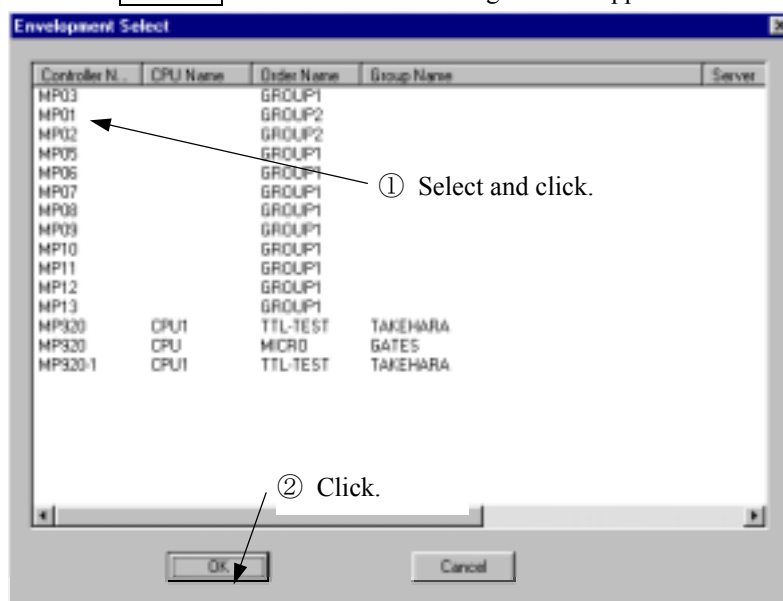 Envelopment Select
Controller N... CPU Name Order Name Group Name Server
MP03 GROUP1
MP01 GROUP2
MP02 GROUP2
MP05 GROUP1
MP06 GROUP1
① Select and click.
MP07 GROUP1
MP08 GROUP1
MP09 GROUP1
MP10 GROUP1
MP11 GROUP1
MP12 GROUP1
MP13 GROUP1
MP920 CPU1 TTL-TEST TAKEHARA
MP920 CPU MICRO GATES
MP920-1 CPU1 TTL-TEST TAKEHARA
② Click.
OK Cancel